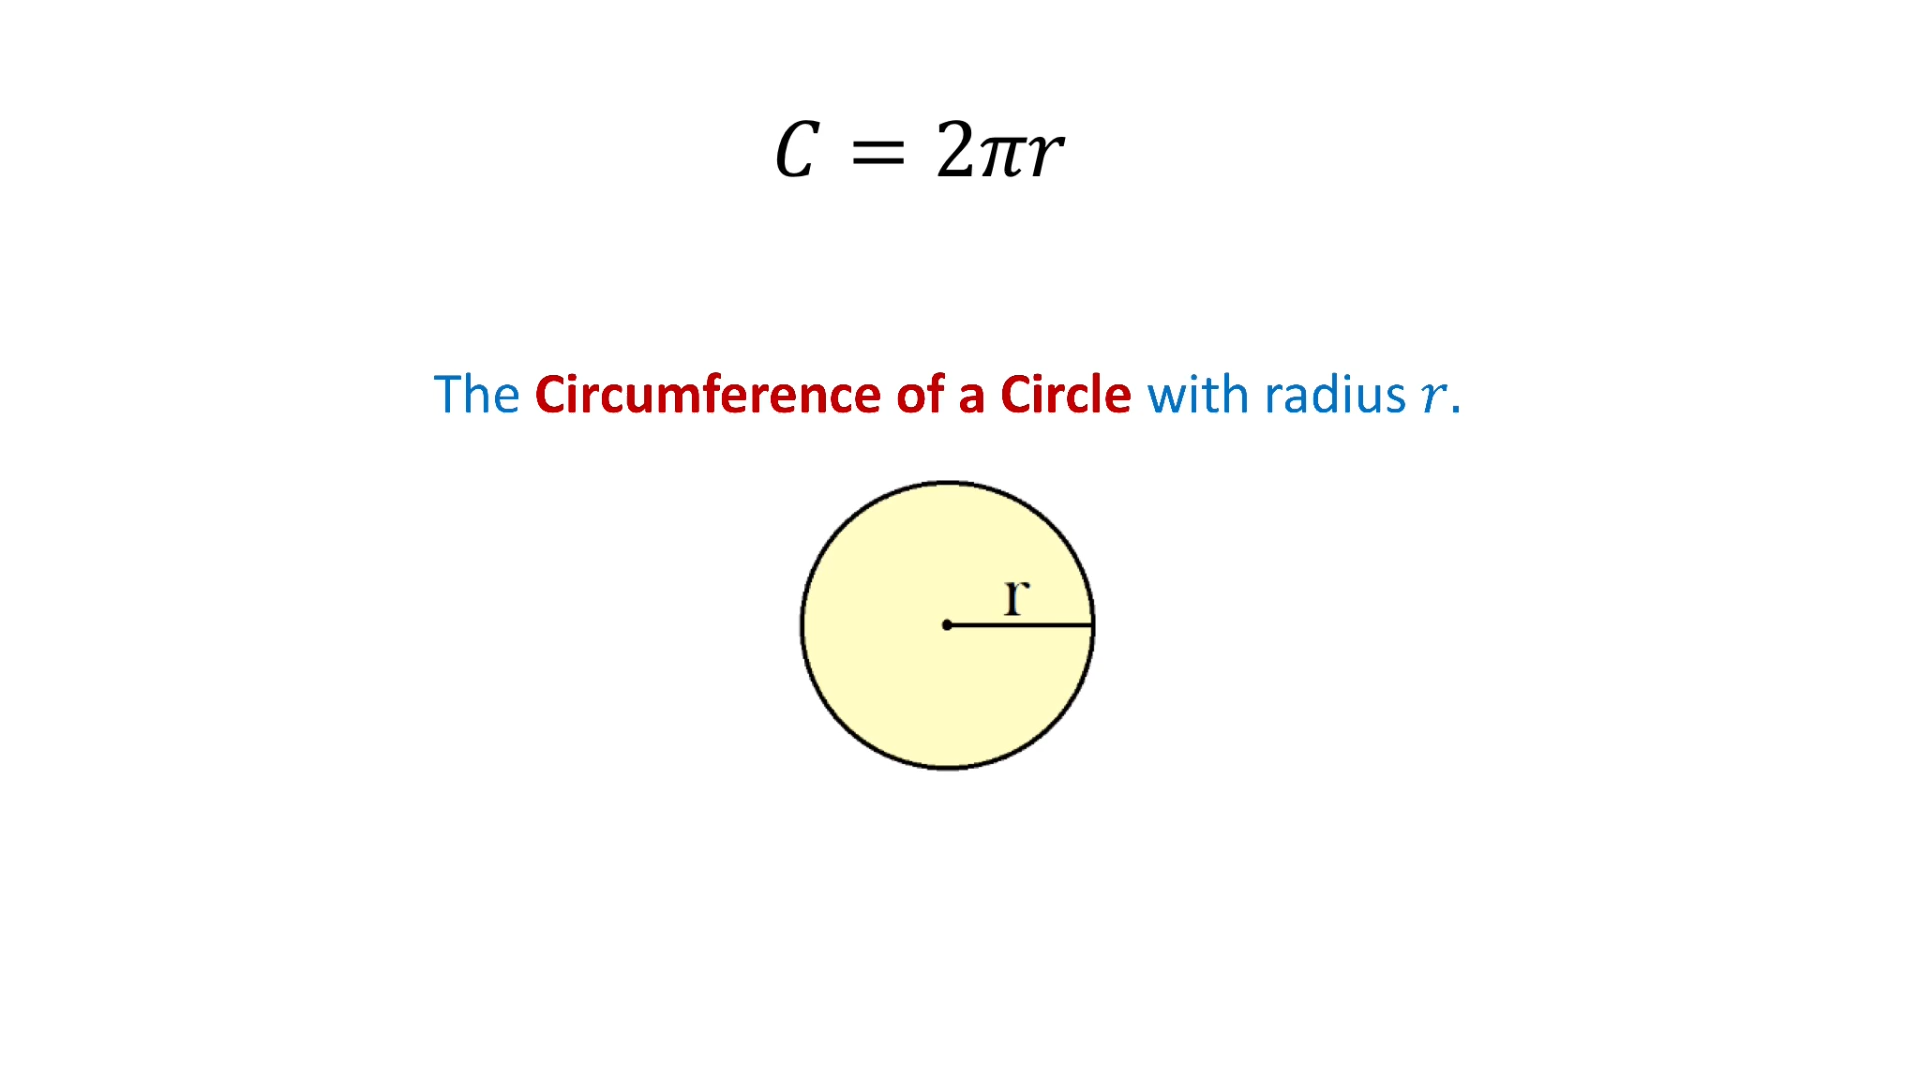 C = 2πr
The Circumference of a Circle with radius r.
r